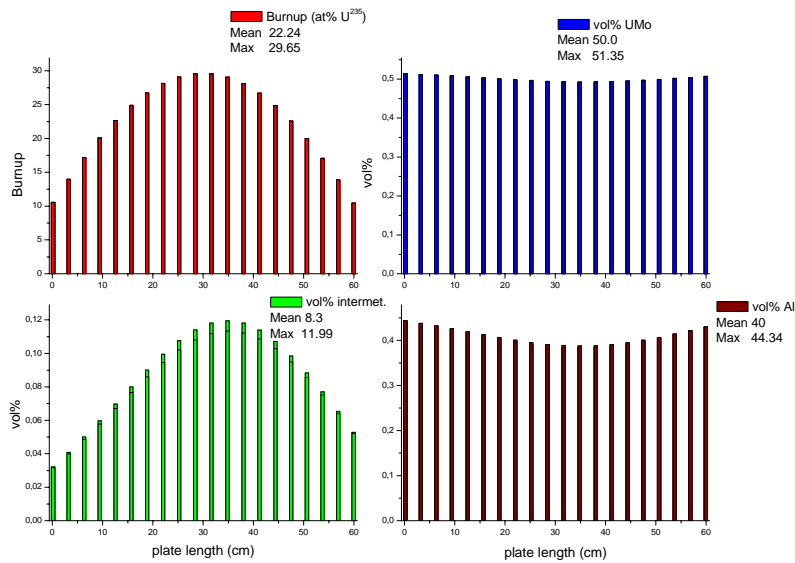 Burnup (at% U²³⁵)
Mean 22.24
Max 29.65
Burnup
30
25
20
15
10
5
0
0 10 20 30 40 50 60
vol% UMo
Mean 50.0
Max 51.35
vol%
0,5
0,4
0,3
0,2
0,1
0,0
0 10 20 30 40 50 60
vol% intermet.
Mean 8.3
Max 11.99
vol%
0,12
0,10
0,08
0,06
0,04
0,02
0,00
0 10 20 30 40 50 60
plate length (cm)
vol% Al
Mean 40
Max 44.34
0,4
0,3
0,2
0,1
0,0
0 10 20 30 40 50 60
plate length (cm)